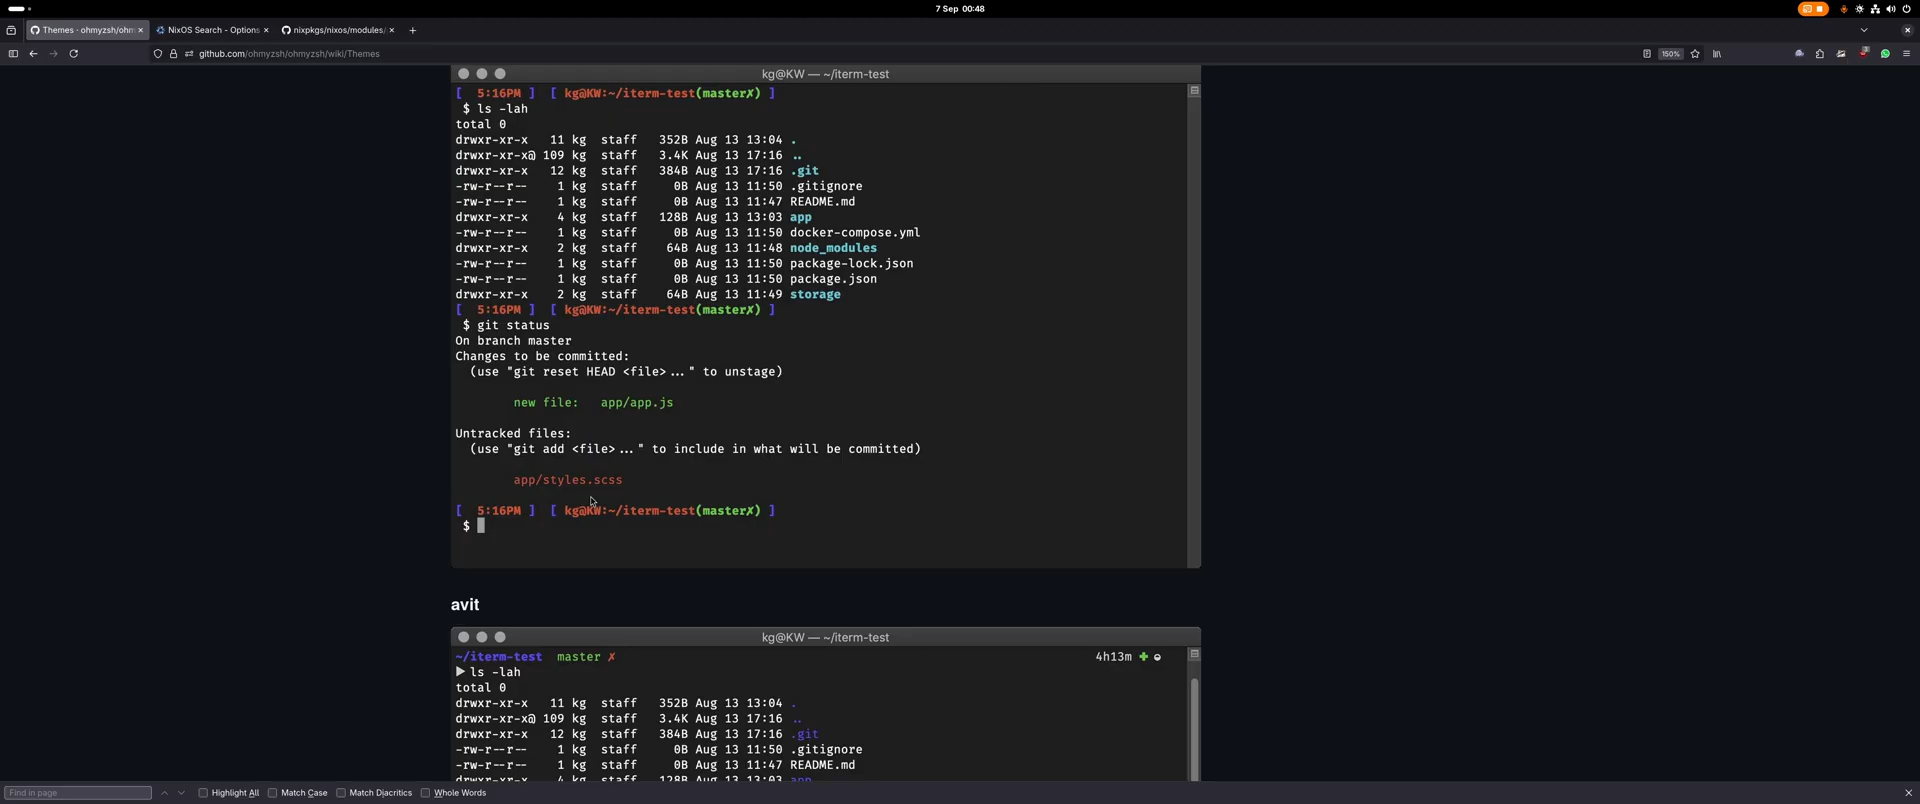 7 Sep 00:48
Themes · ohmyzsh/ohm
NixOS Search - Options
nixpkgs/nixos/modules/
github.com/ohmyzsh/ohmyzsh/wiki/Themes
150%
kg@KW — ~/iterm-test
[  5:16PM ]  [ kg@KW:~/iterm-test(master✗) ]
$ ls -lah
total 0
drwxr-xr-x   11 kg  staff   352B Aug 13 13:04 .
drwxr-xr-x@ 109 kg  staff   3.4K Aug 13 17:16 ..
drwxr-xr-x   12 kg  staff   384B Aug 13 17:16 .git
-rw-r--r--    1 kg  staff     0B Aug 13 11:50 .gitignore
-rw-r--r--    1 kg  staff     0B Aug 13 11:47 README.md
drwxr-xr-x    4 kg  staff   128B Aug 13 13:03 app
-rw-r--r--    1 kg  staff     0B Aug 13 11:50 docker-compose.yml
drwxr-xr-x    2 kg  staff    64B Aug 13 11:48 node_modules
-rw-r--r--    1 kg  staff     0B Aug 13 11:50 package-lock.json
-rw-r--r--    1 kg  staff     0B Aug 13 11:50 package.json
drwxr-xr-x    2 kg  staff    64B Aug 13 11:49 storage
[  5:16PM ]  [ kg@KW:~/iterm-test(master✗) ]
$ git status
On branch master
Changes to be committed:
(use "git reset HEAD <file>..." to unstage)
new file:   app/app.js
Untracked files:
(use "git add <file>..." to include in what will be committed)
app/styles.scss
[  5:16PM ]  [ kg@KW:~/iterm-test(master✗) ]
$
avit
kg@KW — ~/iterm-test
~/iterm-test  master ✗ 4h13m ✚
▶ ls -lah
total 0
drwxr-xr-x   11 kg  staff   352B Aug 13 13:04 .
drwxr-xr-x@ 109 kg  staff   3.4K Aug 13 17:16 ..
drwxr-xr-x   12 kg  staff   384B Aug 13 17:16 .git
-rw-r--r--    1 kg  staff     0B Aug 13 11:50 .gitignore
-rw-r--r--    1 kg  staff     0B Aug 13 11:47 README.md
drwxr-xr-x    4 kg  staff   128B Aug 13 13:03 app
Find in page
Highlight All
Match Case
Match Diacritics
Whole Words